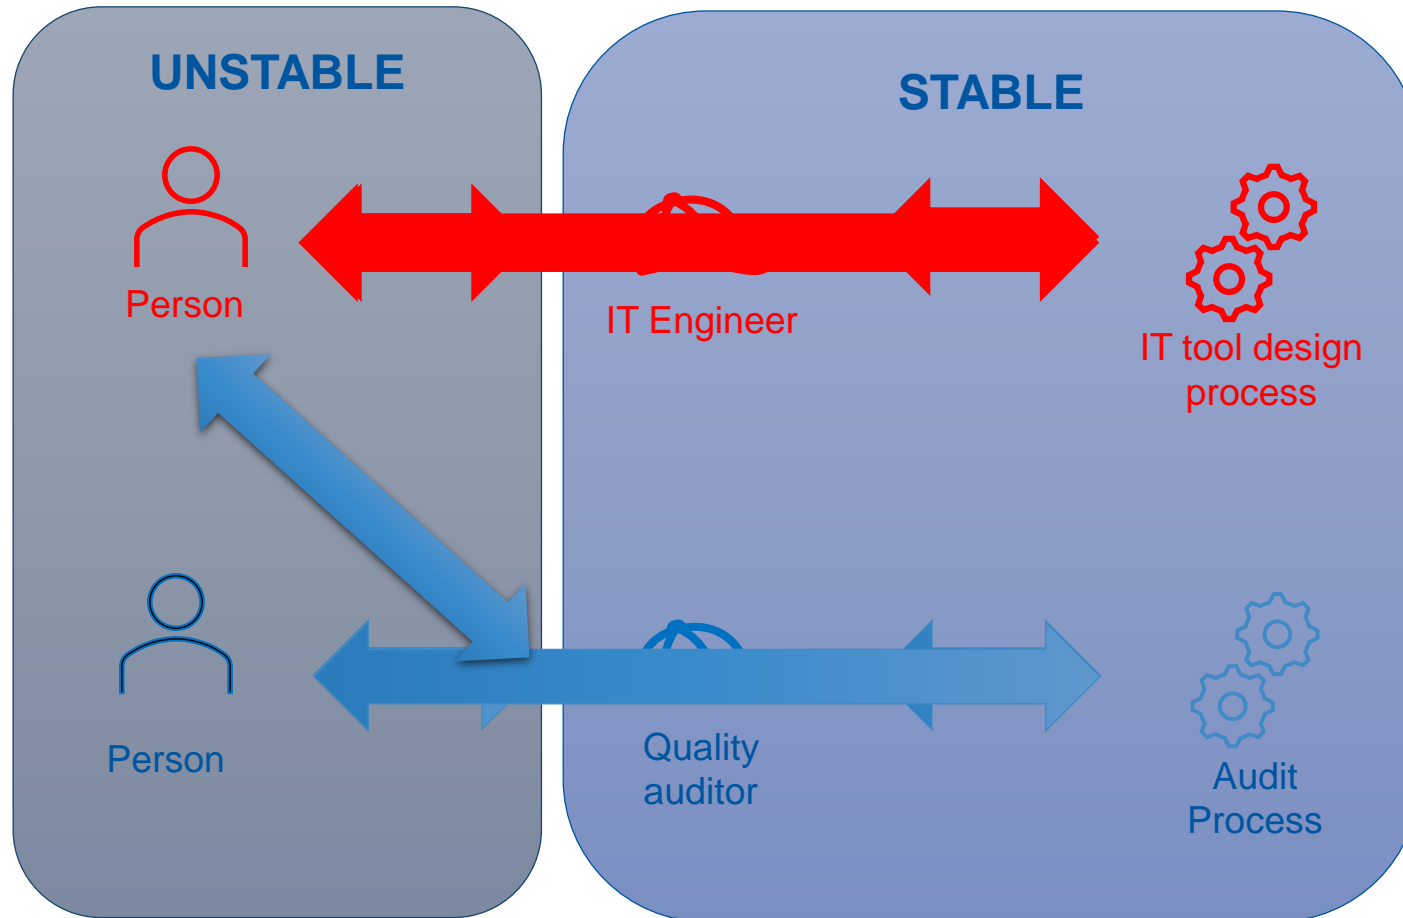 UNSTABLE
STABLE
Person
IT Engineer
IT tool design
process
Person
Quality
auditor
Audit
Process